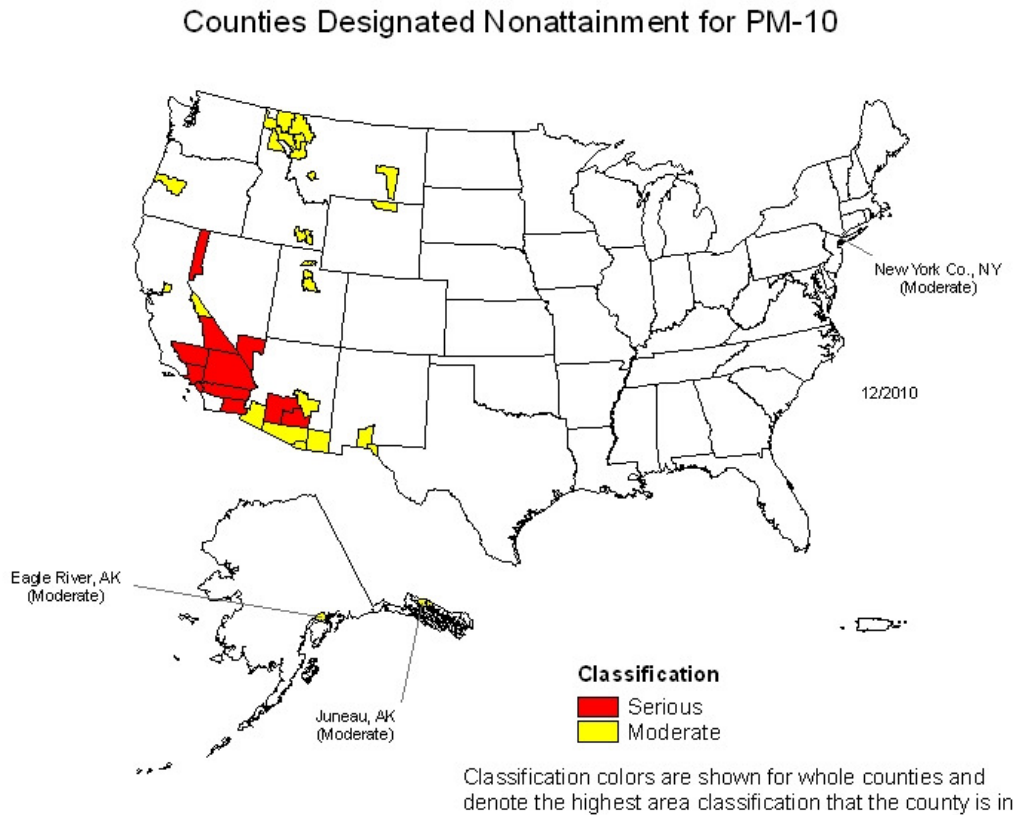 Counties Designated Nonattainment for PM-10
New York Co., NY
(Moderate)
12/2010
Eagle River, AK
(Moderate)
Juneau, AK
(Moderate)
Classification
Serious
Moderate
Classification colors are shown for whole counties and
denote the highest area classification that the county is in